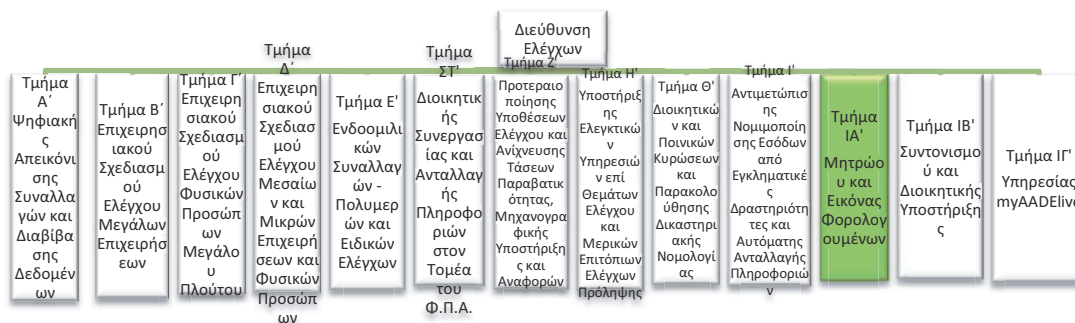 Διεύθυνση
Ελέγχων
Τμήμα
Α΄
Ψηφιακή
ς
Απεικόνι
σης
Συναλλα
γών και
Διαβίβα
σης
Δεδομέν
ων
Τμήμα Β΄
Επιχειρησ
ιακού
Σχεδιασμ
ού
Ελέγχου
Μεγάλων
Επιχειρήσ
εων
Τμήμα Γ΄
Επιχειρη
σιακού
Σχεδιασμ
ού
Ελέγχου
Φυσικών
Προσώπ
ων
Μεγάλο
υ
Πλούτου
Τμήμα
Δ΄
Επιχειρη
σιακού
Σχεδιασ
μού
Ελέγχου
Μεσαίω
ν και
Μικρών
Επιχειρή
σεων και
Φυσικών
Προσώπ
ων
Τμήμα Ε'
Ενδοομιλι
κών
Συναλλαγ
ών -
Πολυμερ
ών και
Ειδικών
Ελέγχων
Τμήμα
ΣΤ'
Διοικητικ
ής
Συνεργασ
ίας και
Ανταλλαγ
ής
Πληροφο
ριών
στον
Τομέα
του
Φ.Π.Α.
Τμήμα Ζ'
Προτεραιο
ποίησης
Υποθέσεων
Ελέγχου και
Ανίχνευσης
Τάσεων
Παραβατικ
ότητας,
Μηχανογρα
φικής
Υποστήριξη
ς και
Αναφορών
Τμήμα Η'
Υποστήριξ
ης
Ελεγκτικώ
ν
Υπηρεσιώ
ν επί
Θεμάτων
Ελέγχου
και
Μερικών
Επιτόπιων
Ελέγχων
Πρόληψης
Τμήμα Θ'
Διοικητικώ
ν και
Ποινικών
Κυρώσεων
και
Παρακολο
ύθησης
Δικαστηρι
ακής
Νομολογί
ας
Τμήμα Ι'
Αντιμετώπισ
ης
Νομιμοποίη
σης Εσόδων
από
Εγκληματικέ
ς
Δραστηριότη
τες και
Αυτόματης
Ανταλλαγής
Πληροφοριώ
ν
Τμήμα
ΙΑ'
Μητρώο
υ και
Εικόνας
Φορολογ
ουμένων
Τμήμα ΙΒ'
Συντονισμο
ύ και
Διοικητικής
Υποστήριξη
ς
Τμήμα ΙΓ'
Υπηρεσίας
myAADElive